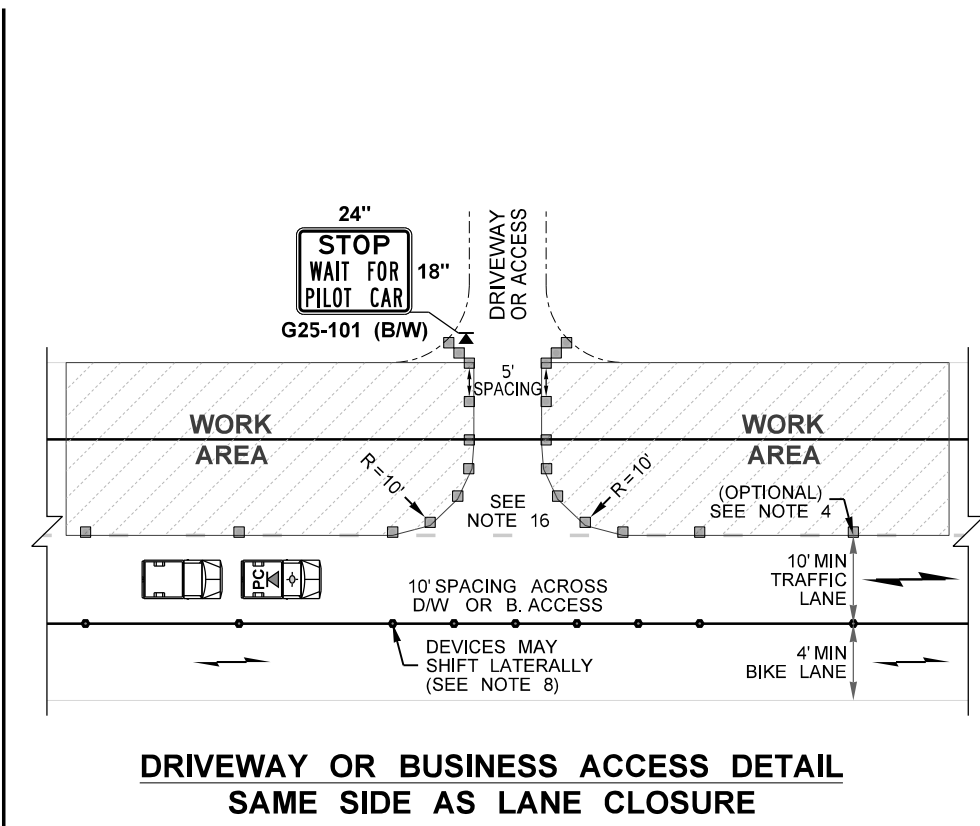 24"
STOP
WAIT FOR
PILOT CAR
18"
G25-101 (B/W)
DRIVEWAY
OR ACCESS
5'
SPACING
WORK
AREA
WORK
AREA
R=10'
R=10'
SEE
NOTE 16
(OPTIONAL)
SEE NOTE 4
PC
10' SPACING ACROSS
D/W OR B. ACCESS
10' MIN
TRAFFIC
LANE
DEVICES MAY
SHIFT LATERALLY
(SEE NOTE 8)
4' MIN
BIKE LANE
DRIVEWAY OR BUSINESS ACCESS DETAIL
SAME SIDE AS LANE CLOSURE